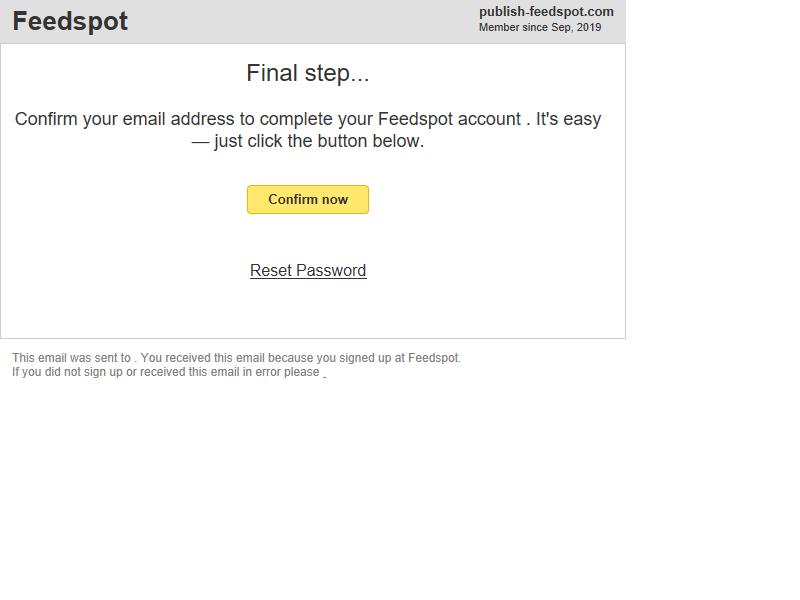 Feedspot
publish-feedspot.com
Member since Sep, 2019
Final step...
Confirm your email address to complete your Feedspot account . It's easy
— just click the button below.
Confirm now
Reset Password
This email was sent to . You received this email because you signed up at Feedspot.
If you did not sign up or received this email in error please